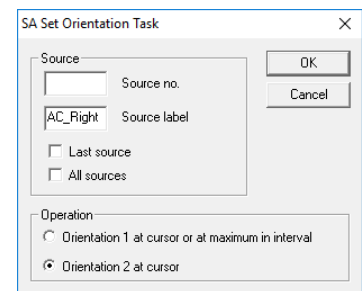 SA Set Orientation Task
Source
Source no.
AC_Right Source label
Last source
All sources
OK
Cancel
Operation
Orientation 1 at cursor or at maximum in interval
Orientation 2 at cursor